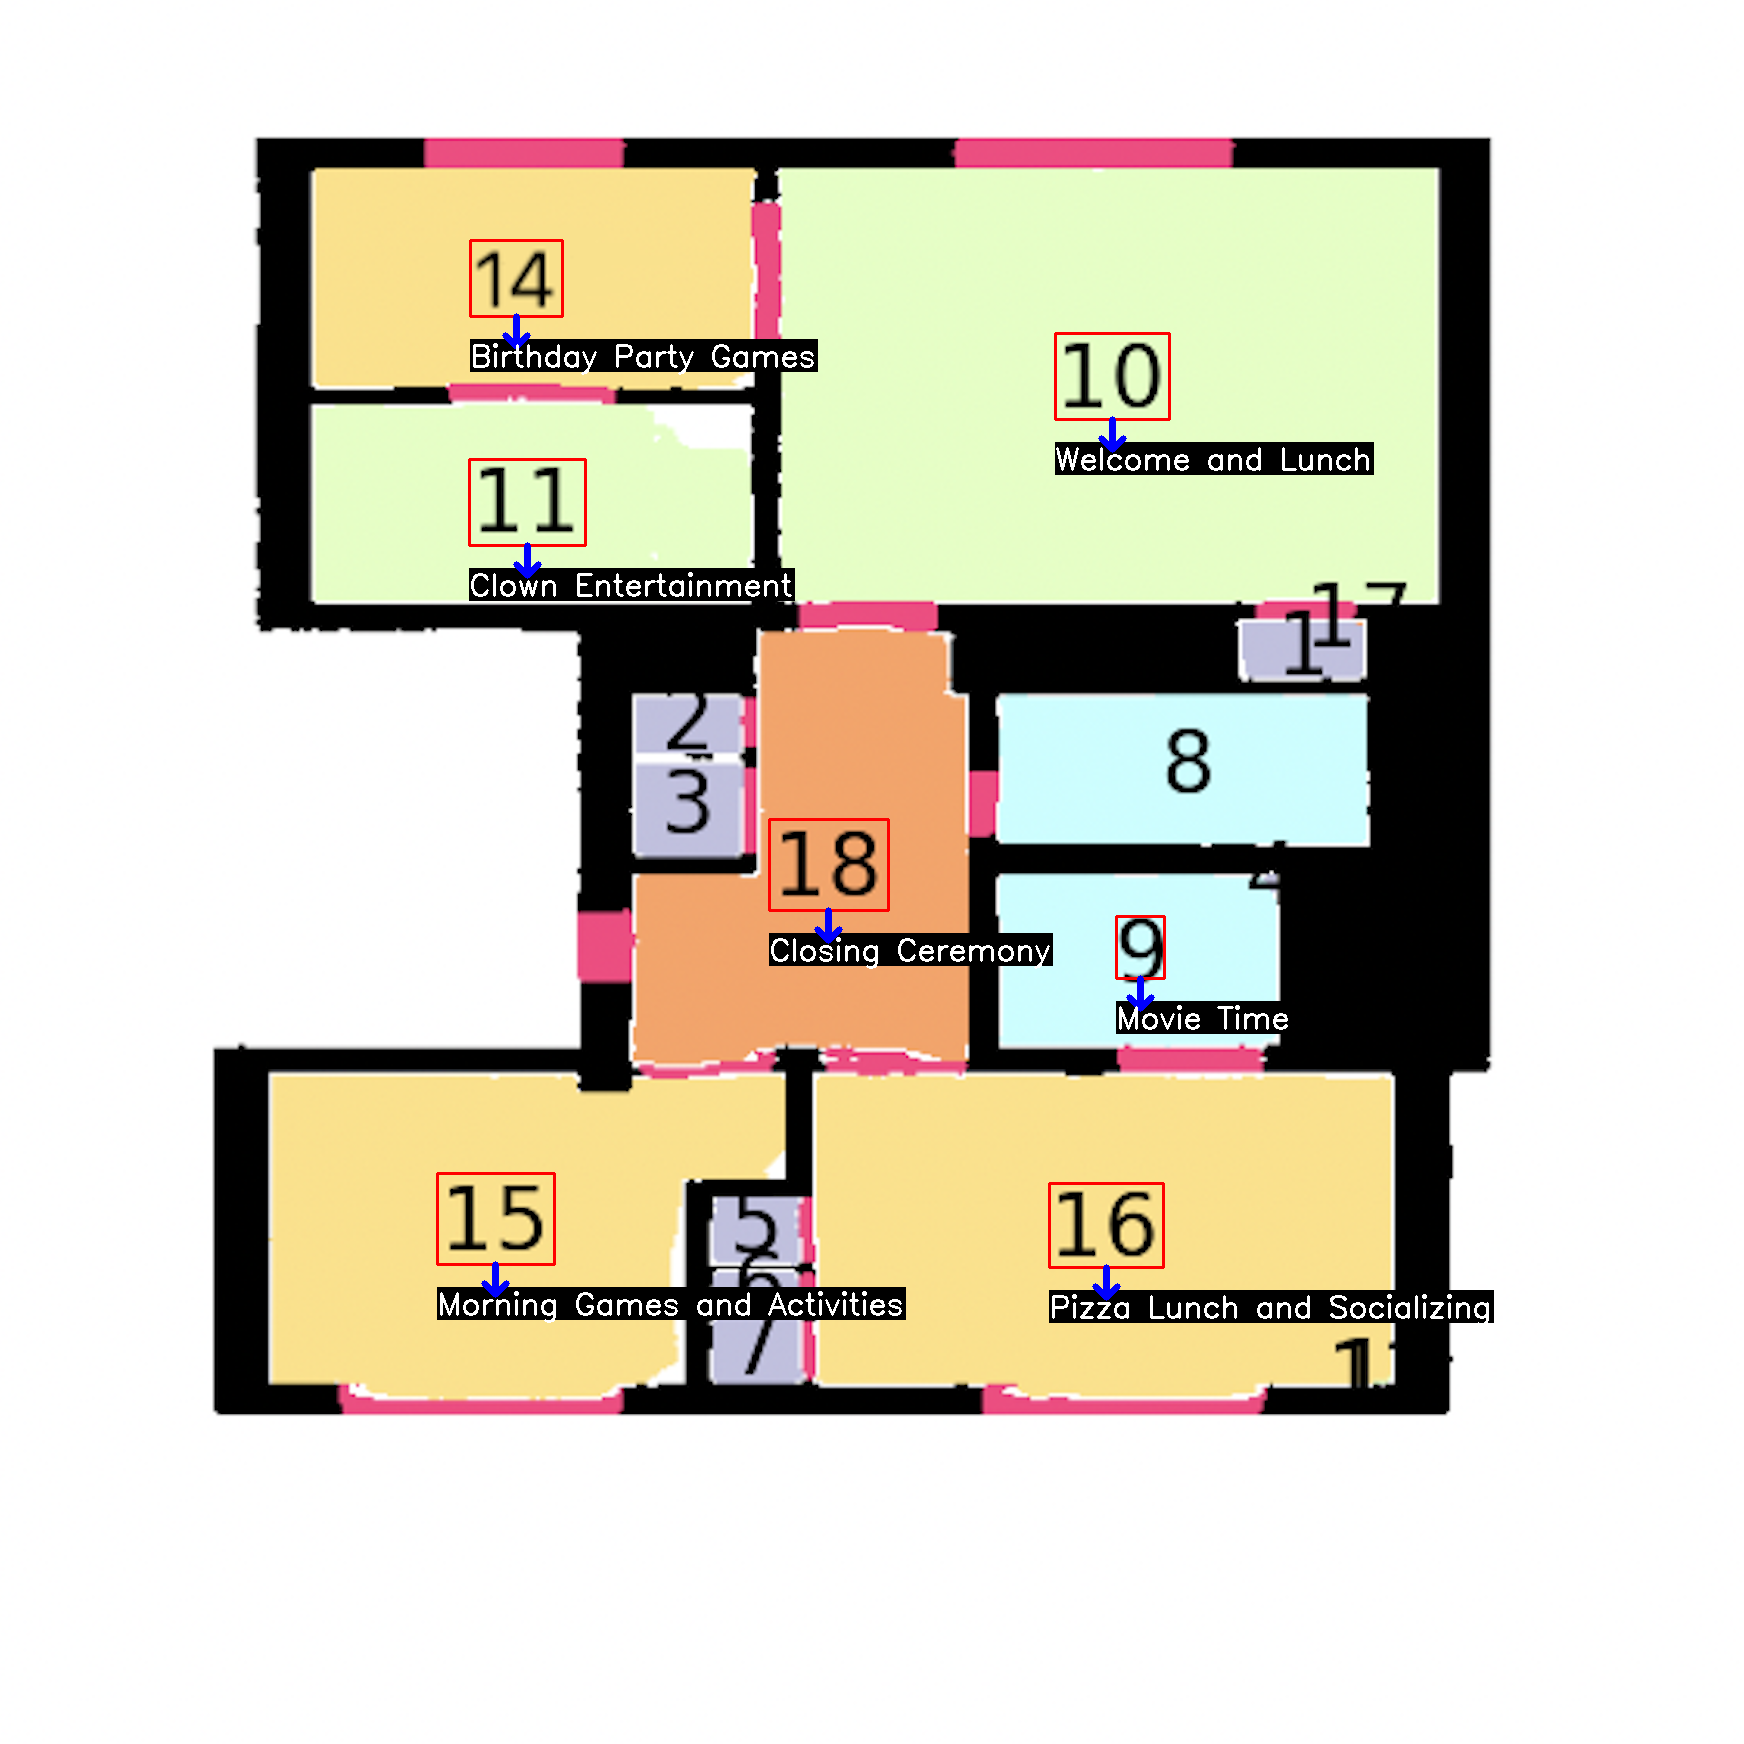 14
Birthday Party Games
10
Welcome and Lunch
11
Clown Entertainment
17
1
2
3
8
18
Closing Ceremony
4
9
Movie Time
15
Morning Games and Activities
5
6
7
16
Pizza Lunch and Socializing